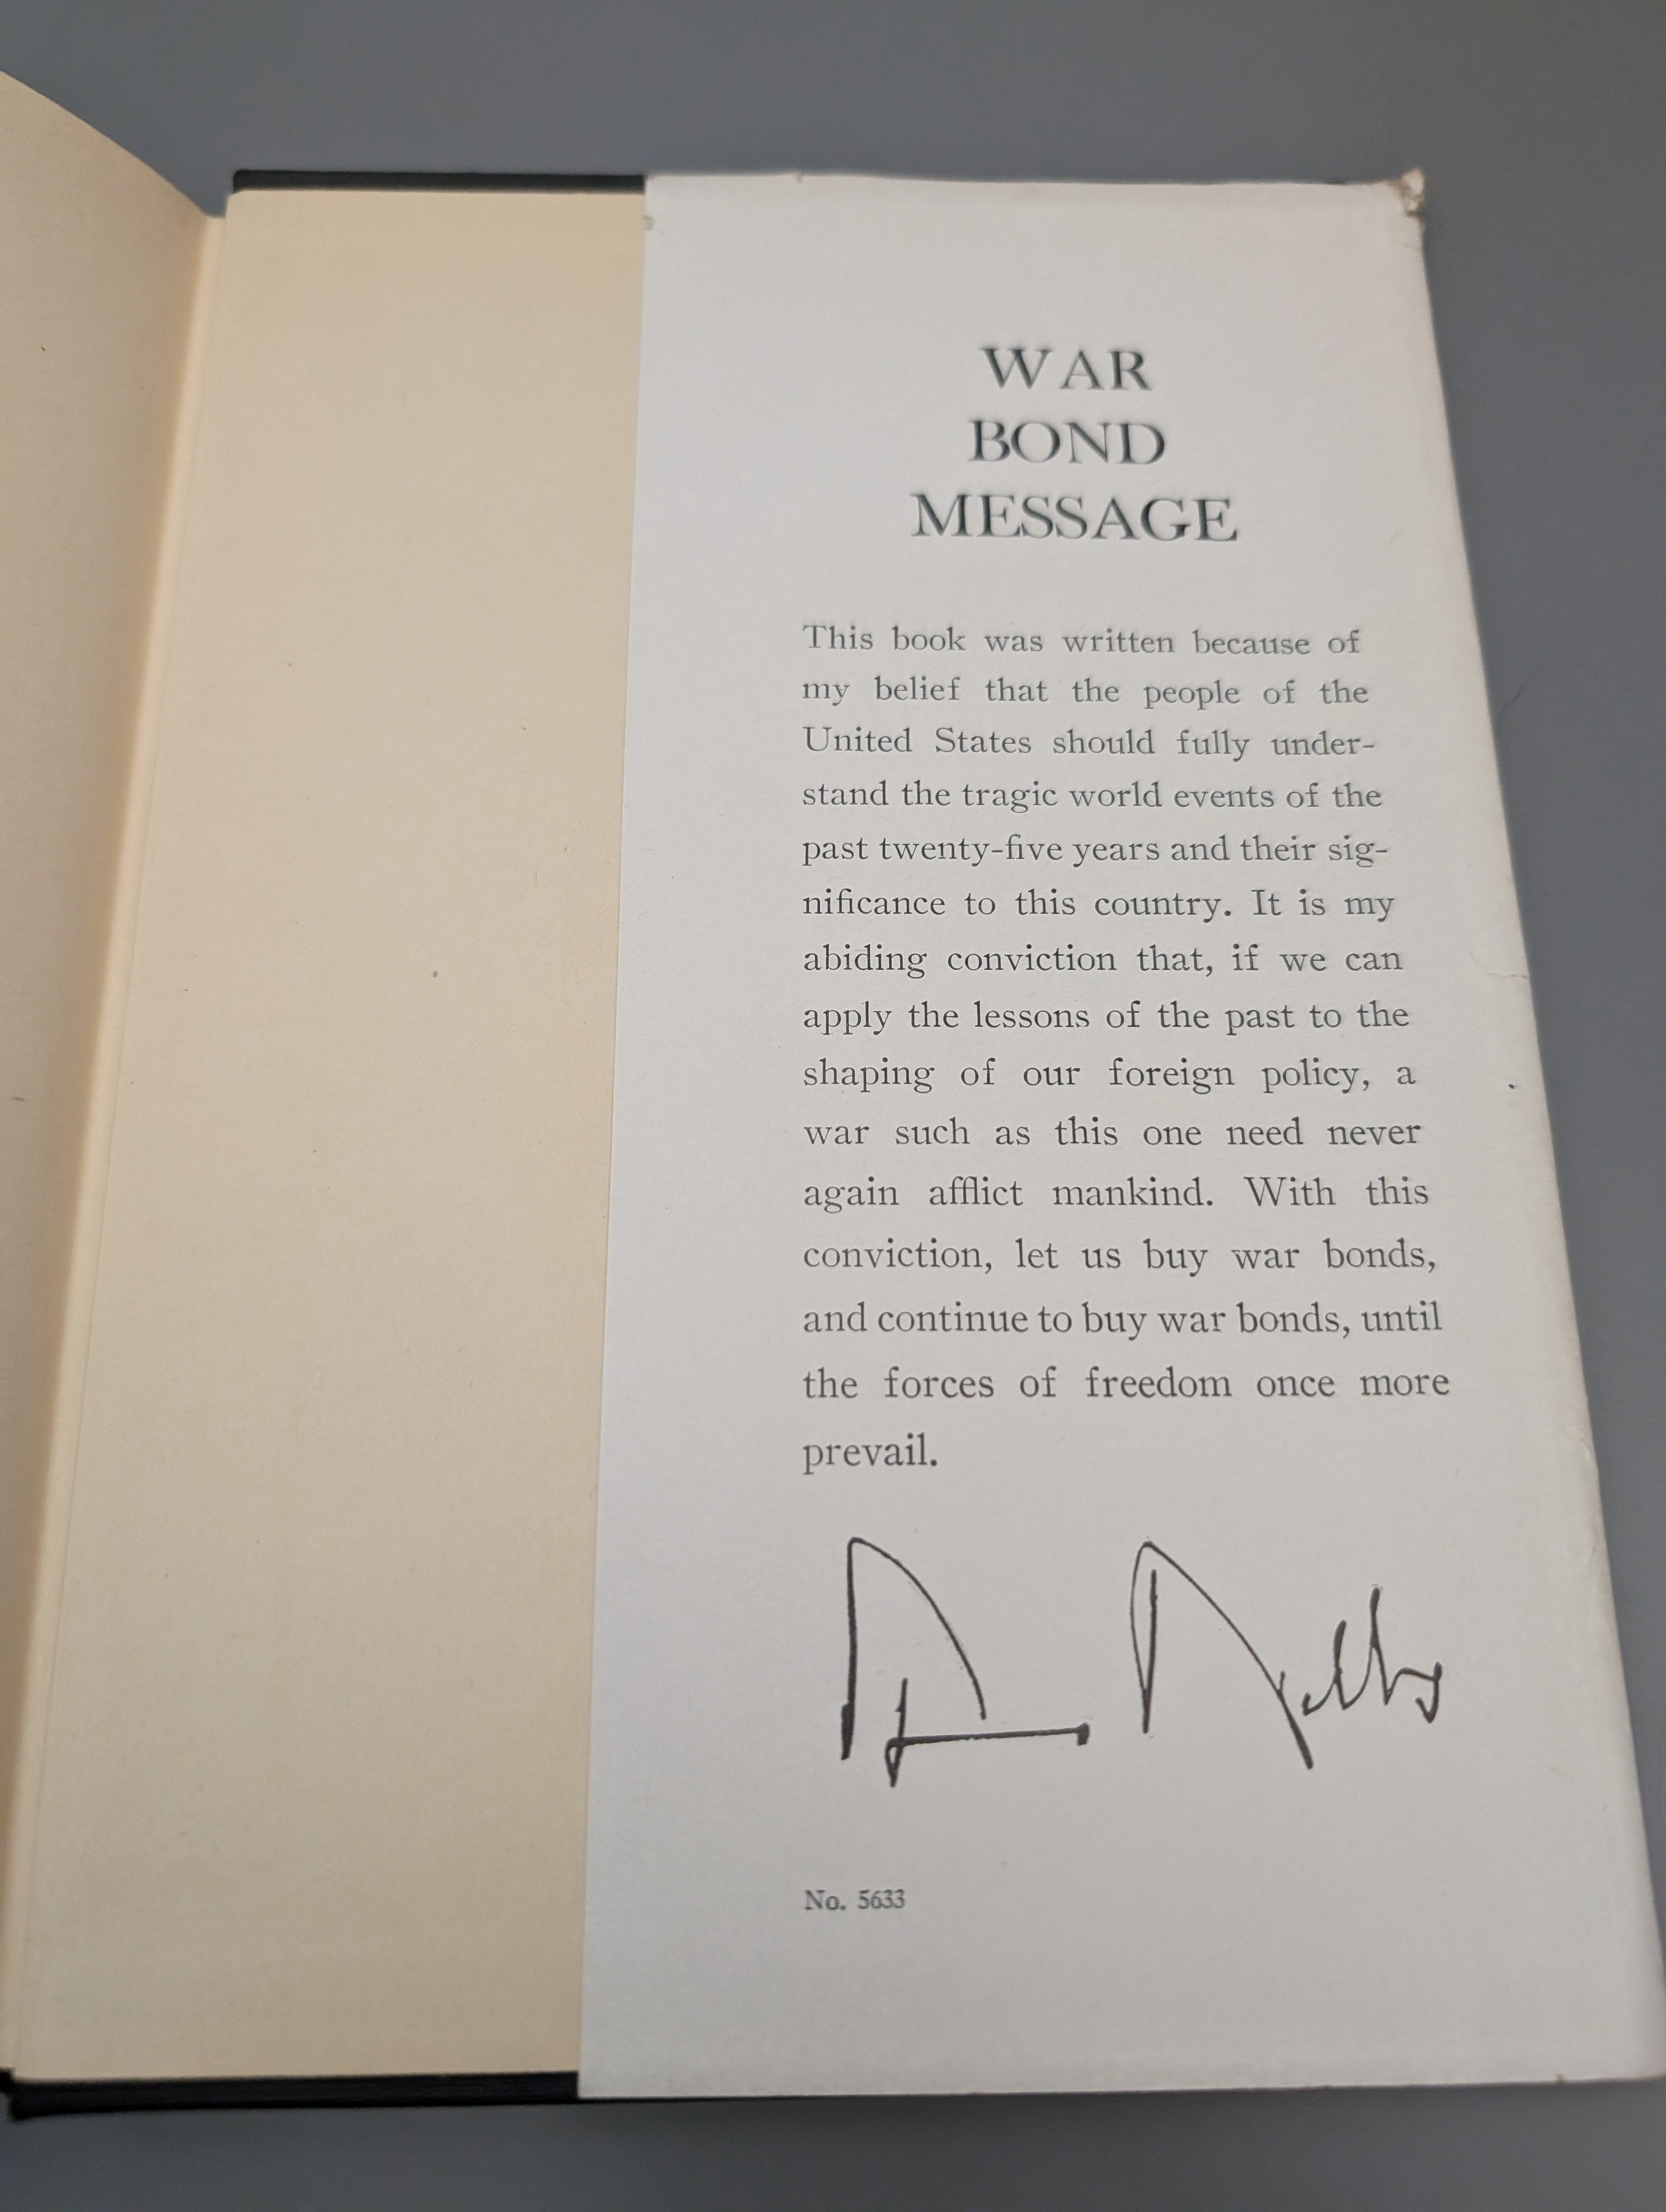 WAR
BOND
MESSAGE
This book was written because of
my belief that the people of the
United States should fully under-
stand the tragic world events of the
past twenty-five years and their sig-
nificance to this country. It is my
abiding conviction that, if we can
apply the lessons of the past to the
shaping of our foreign policy, a
war such as this one need never
again afflict mankind. With this
conviction, let us buy war bonds,
and continue to buy war bonds, until
the forces of freedom once more
prevail.
No. 5633